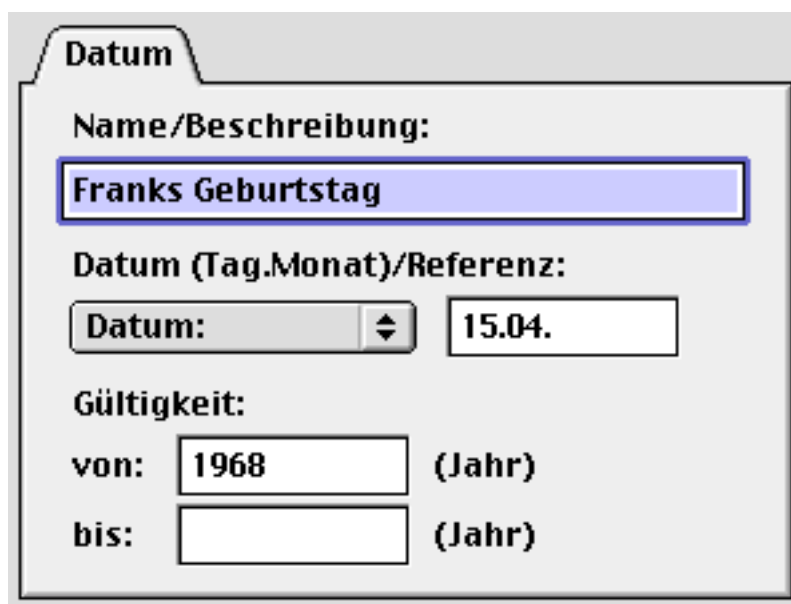 Datum
Name/Beschreibung:
Franks Geburtstag
Datum (Tag.Monat)/Referenz:
Datum: 15.04.
Gültigkeit:
von: 1968 (Jahr)
bis: (Jahr)